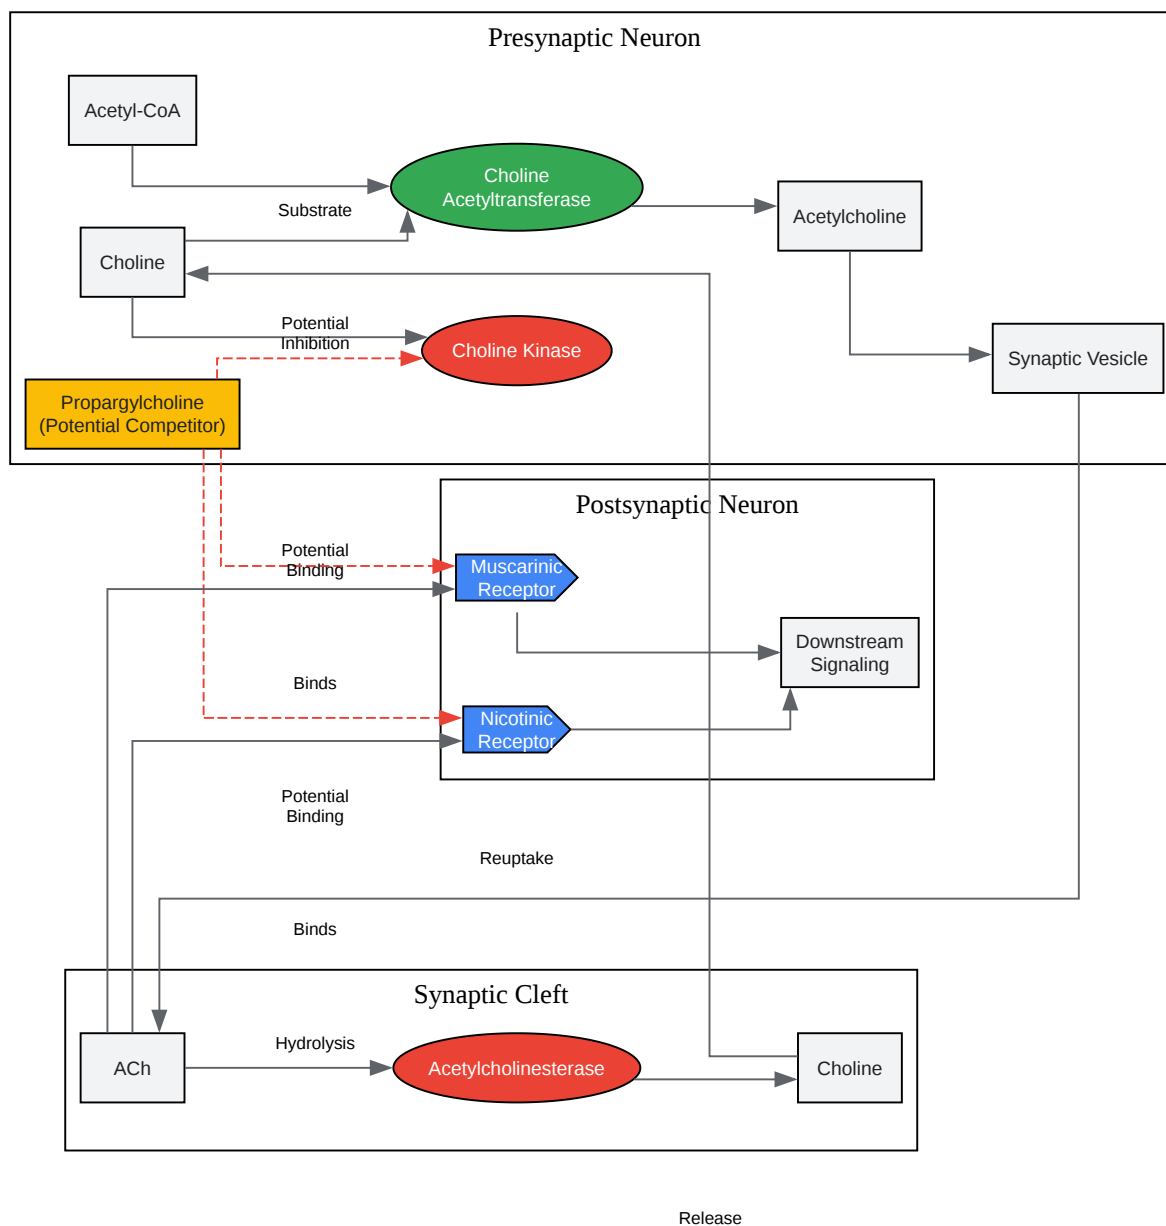 Presynaptic Neuron
Acetyl-CoA
Choline
Acetyltransferase
Substrate
Acetylcholine
Choline
Potential
Inhibition
Choline Kinase
Synaptic Vesicle
Propargylcholine
(Potential Competitor)
Postsynaptic Neuron
Potential
Binding
Muscarinic
Receptor
Downstream
Signaling
Binds
Nicotinic
Receptor
Potential
Binding
Reuptake
Binds
Synaptic Cleft
ACh
Hydrolysis
Acetylcholinesterase
Choline
Release